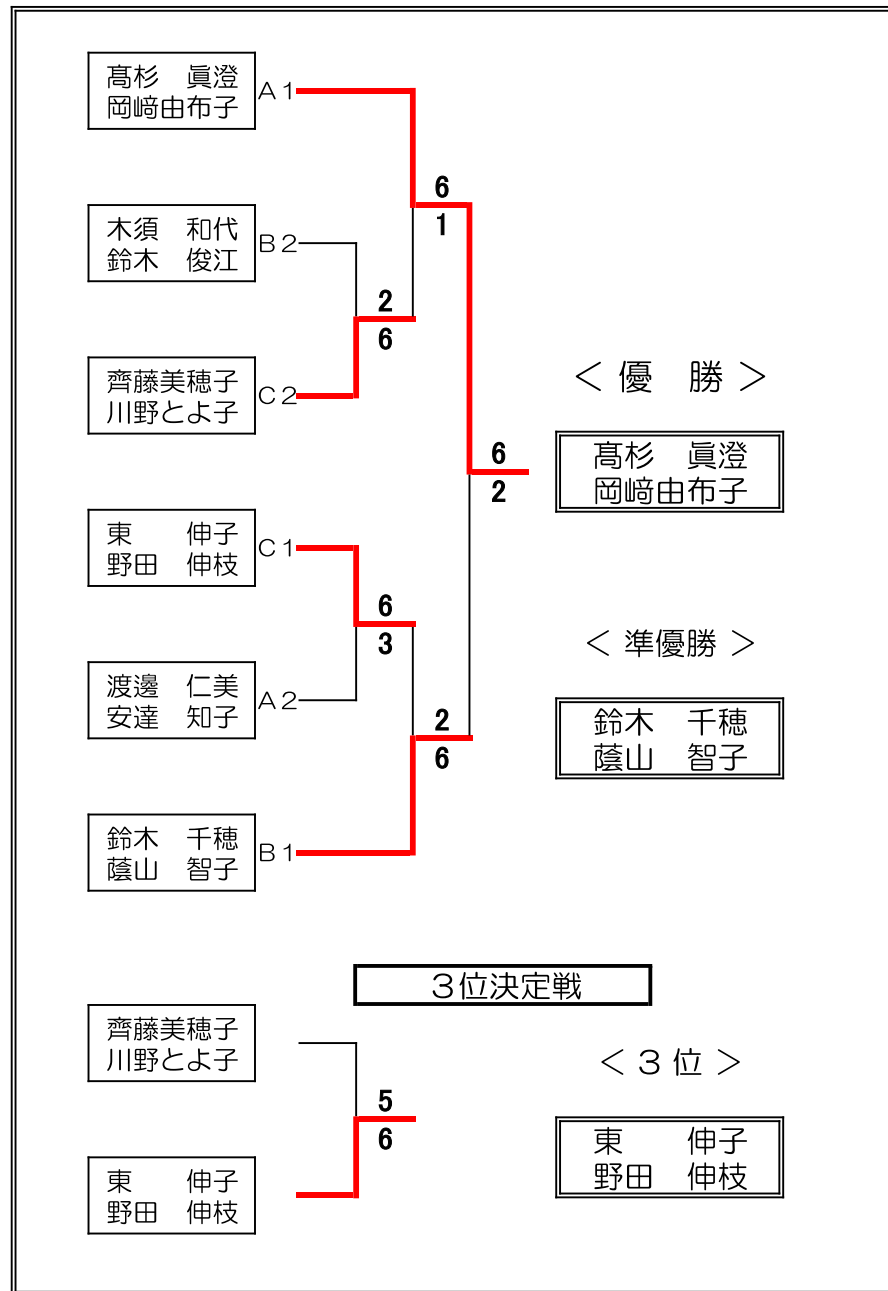 髙杉　眞澄
岡﨑由布子
A1
6
1
木須　和代
鈴木　俊江
B2
2
6
齊藤美穂子
川野とよ子
C2
＜ 優　勝 ＞
6
2
髙杉　眞澄
岡﨑由布子
東　　伸子
野田　伸枝
C1
6
3
＜ 準優勝 ＞
渡邊　仁美
安達　知子
A2
2
6
鈴木　千穂
蔭山　智子
鈴木　千穂
蔭山　智子
B1
３位決定戦
齊藤美穂子
川野とよ子
＜ ３ 位 ＞
5
6
東　　伸子
野田　伸枝
東　　伸子
野田　伸枝